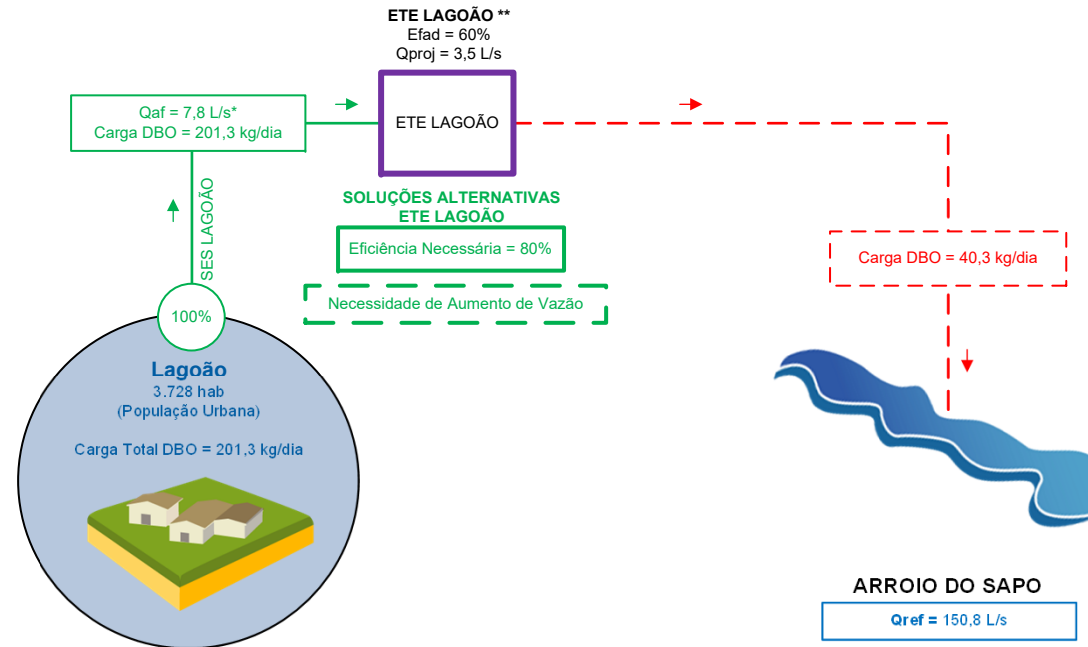 ETE LAGOÃO **
Efad = 60%
Qproj = 3,5 L/s
Qaf = 7,8 L/s*
Carga DBO = 201,3 kg/dia
ETE LAGOÃO
SES LAGOÃO
SOLUÇÕES ALTERNATIVAS
ETE LAGOÃO
Eficiência Necessária = 80%
Necessidade de Aumento de Vazão
Carga DBO = 40,3 kg/dia
100%
Lagoão
3.728 hab
(População Urbana)
Carga Total DBO = 201,3 kg/dia
ARROIO DO SAPO
Qref = 150,8 L/s